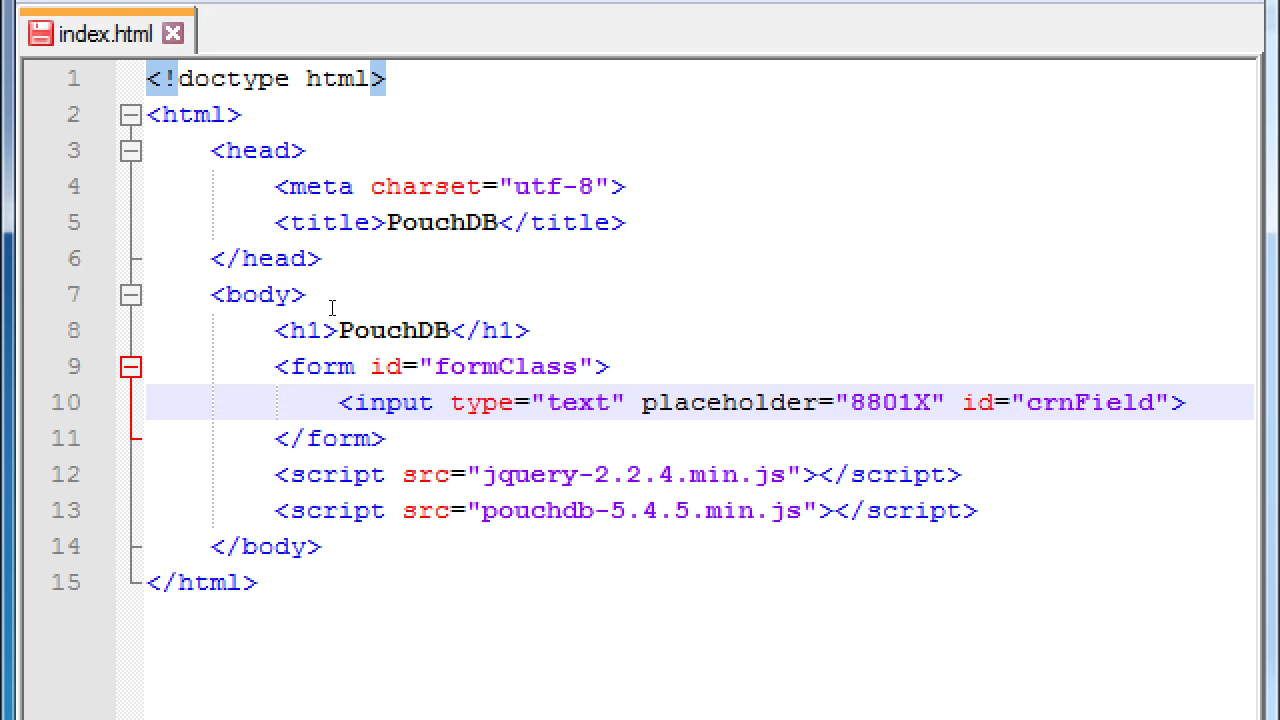 index.html
1 <!doctype html>
2 <html>
3 <head>
4 <meta charset="utf-8">
5 <title>PouchDB</title>
6 </head>
7 <body>
8 <h1>PouchDB</h1>
9 <form id="formClass">
10 <input type="text" placeholder="8801X" id="crnField">
11 </form>
12 <script src="jquery-2.2.4.min.js"></script>
13 <script src="pouchdb-5.4.5.min.js"></script>
14 </body>
15 </html>